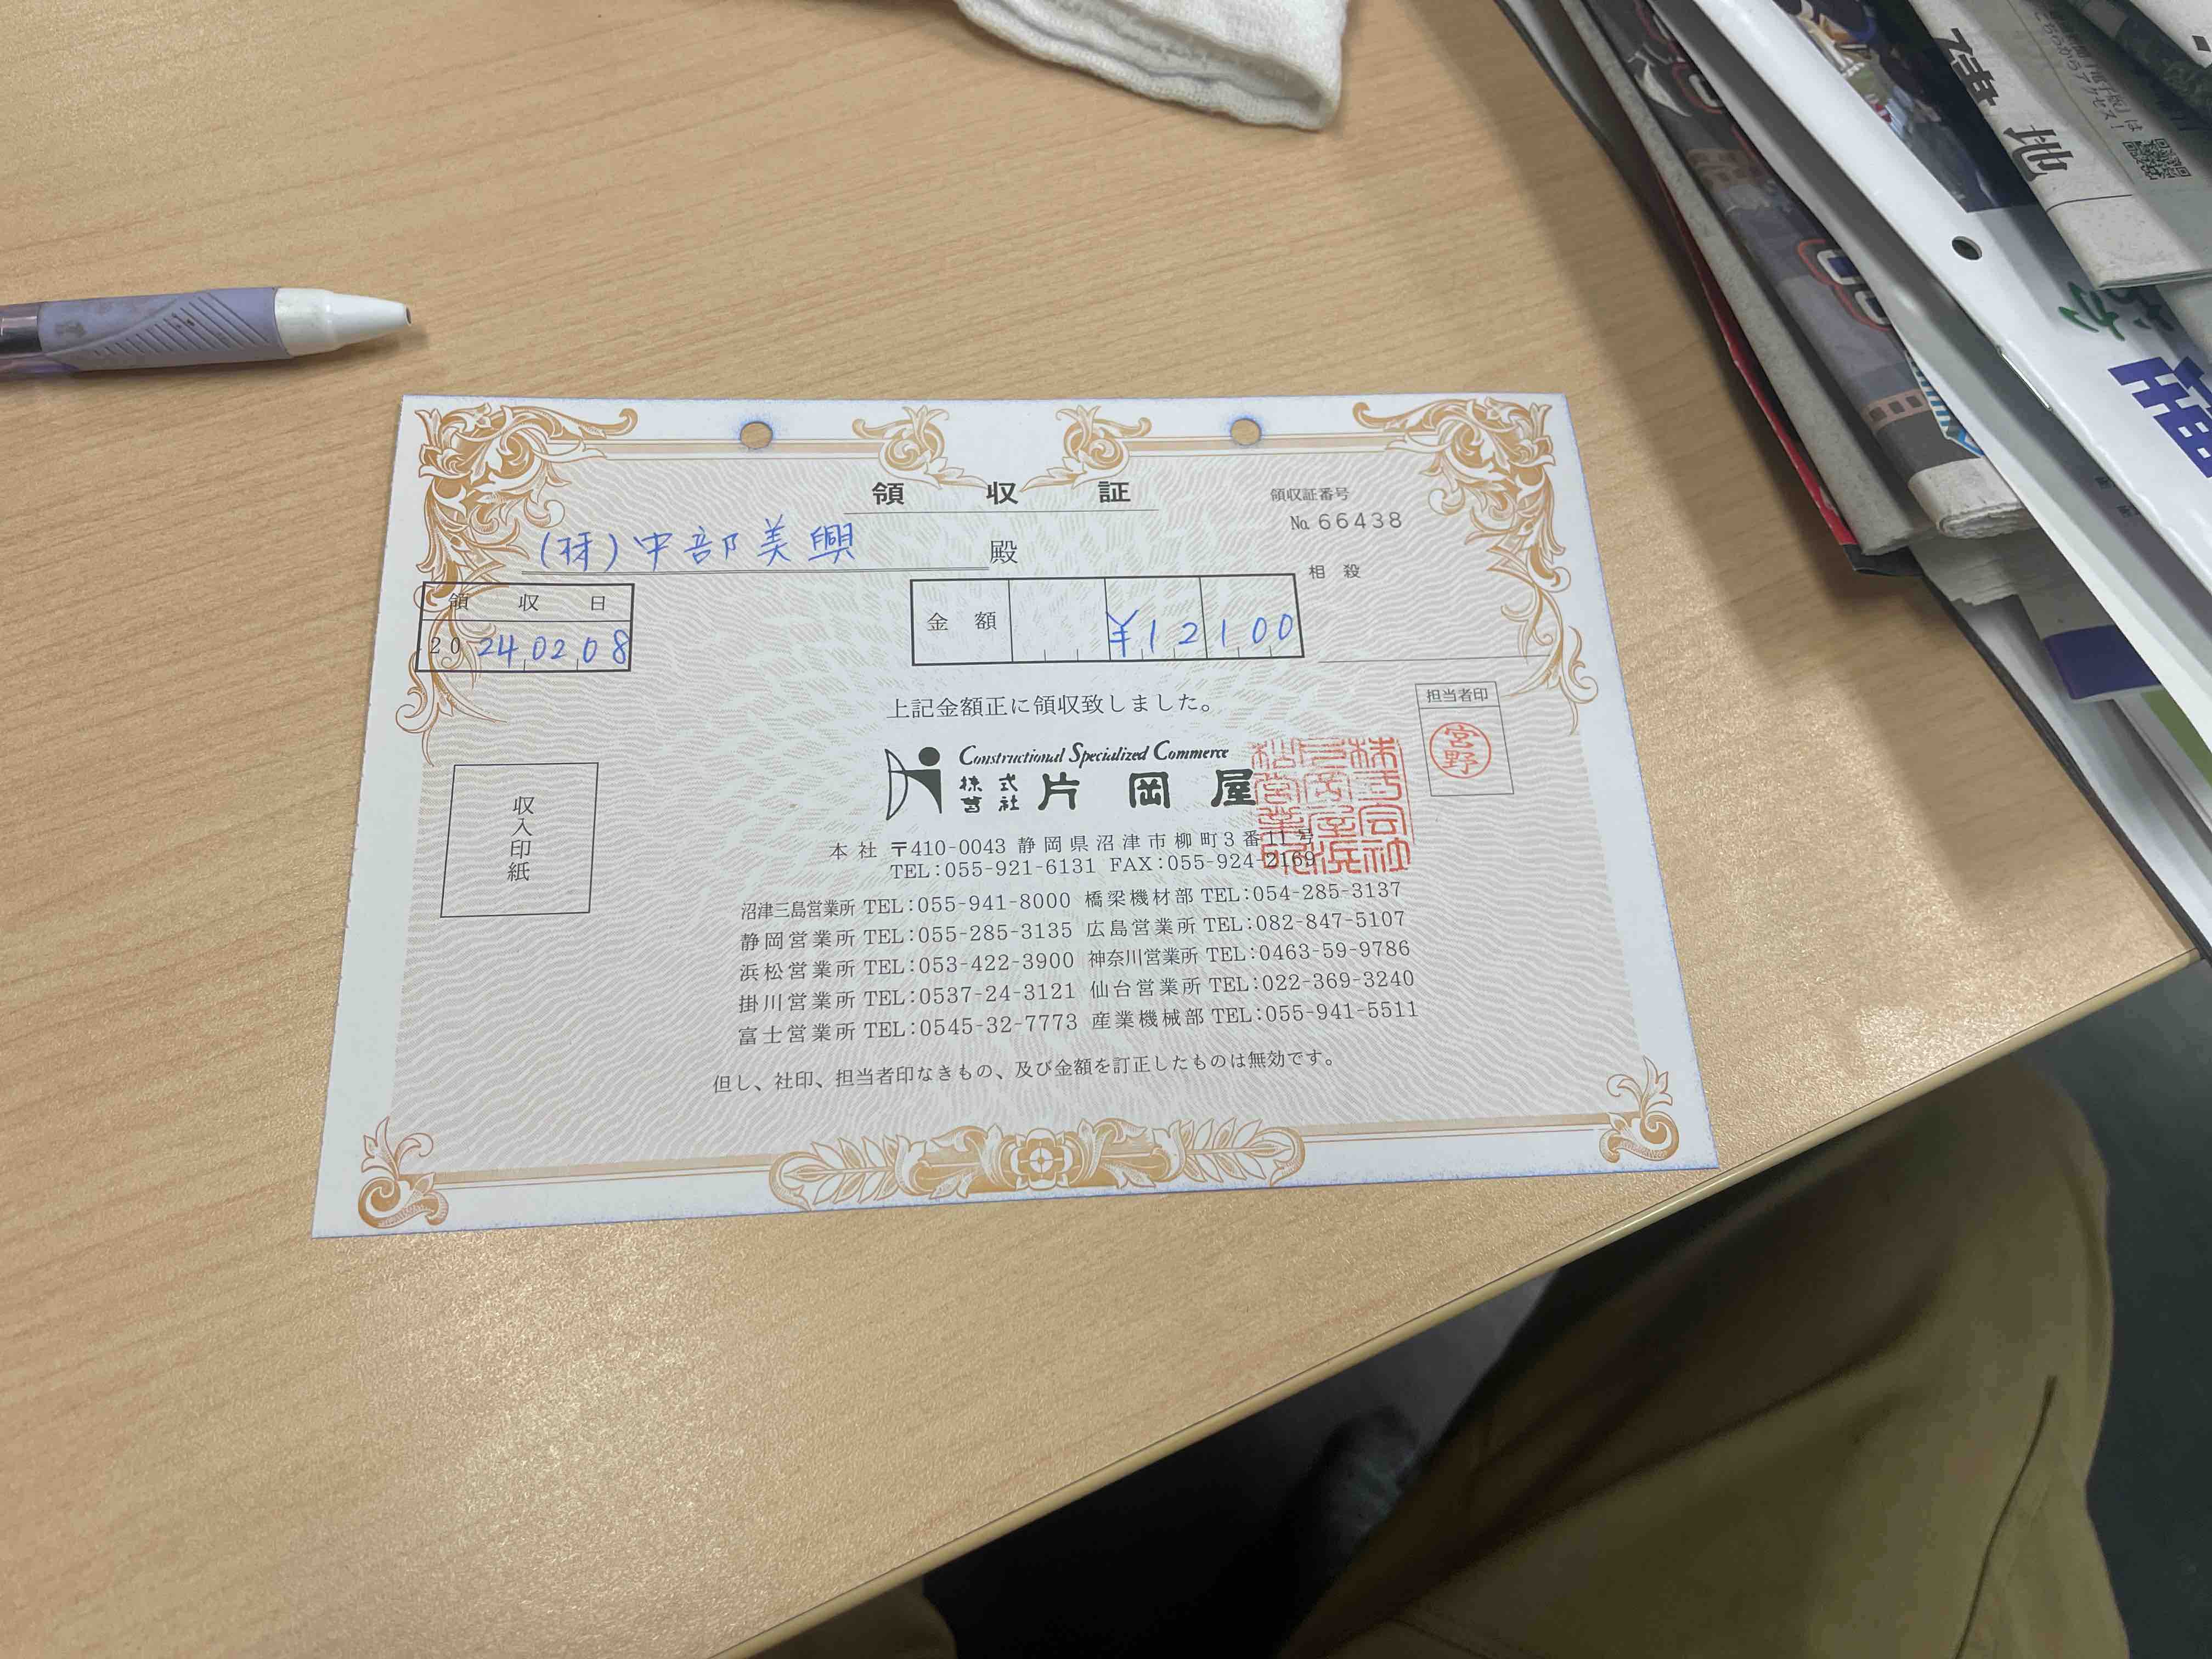 領収証
領収証番号
№ 66438
(株)中部美興 殿
相殺
領収日
2024 02 08
金額 ¥12100
上記金額正に領収致しました。
担当者印
宮野
収入印紙
Constructional Specialized Commerce
株式会社 片岡屋
本社 〒410-0043 静岡県沼津市柳町3番11号
TEL:055-921-6131 FAX:055-924-2169
沼津三島営業所 TEL:055-941-8000 橋梁機材部 TEL:054-285-3137
静岡営業所 TEL:055-285-3135 広島営業所 TEL:082-847-5107
浜松営業所 TEL:053-422-3900 神奈川営業所 TEL:0463-59-9786
掛川営業所 TEL:0537-24-3121 仙台営業所 TEL:022-369-3240
富士営業所 TEL:0545-32-7773 産業機械部 TEL:055-941-5511
但し、社印、担当者印なきもの、及び金額を訂正したものは無効です。
地